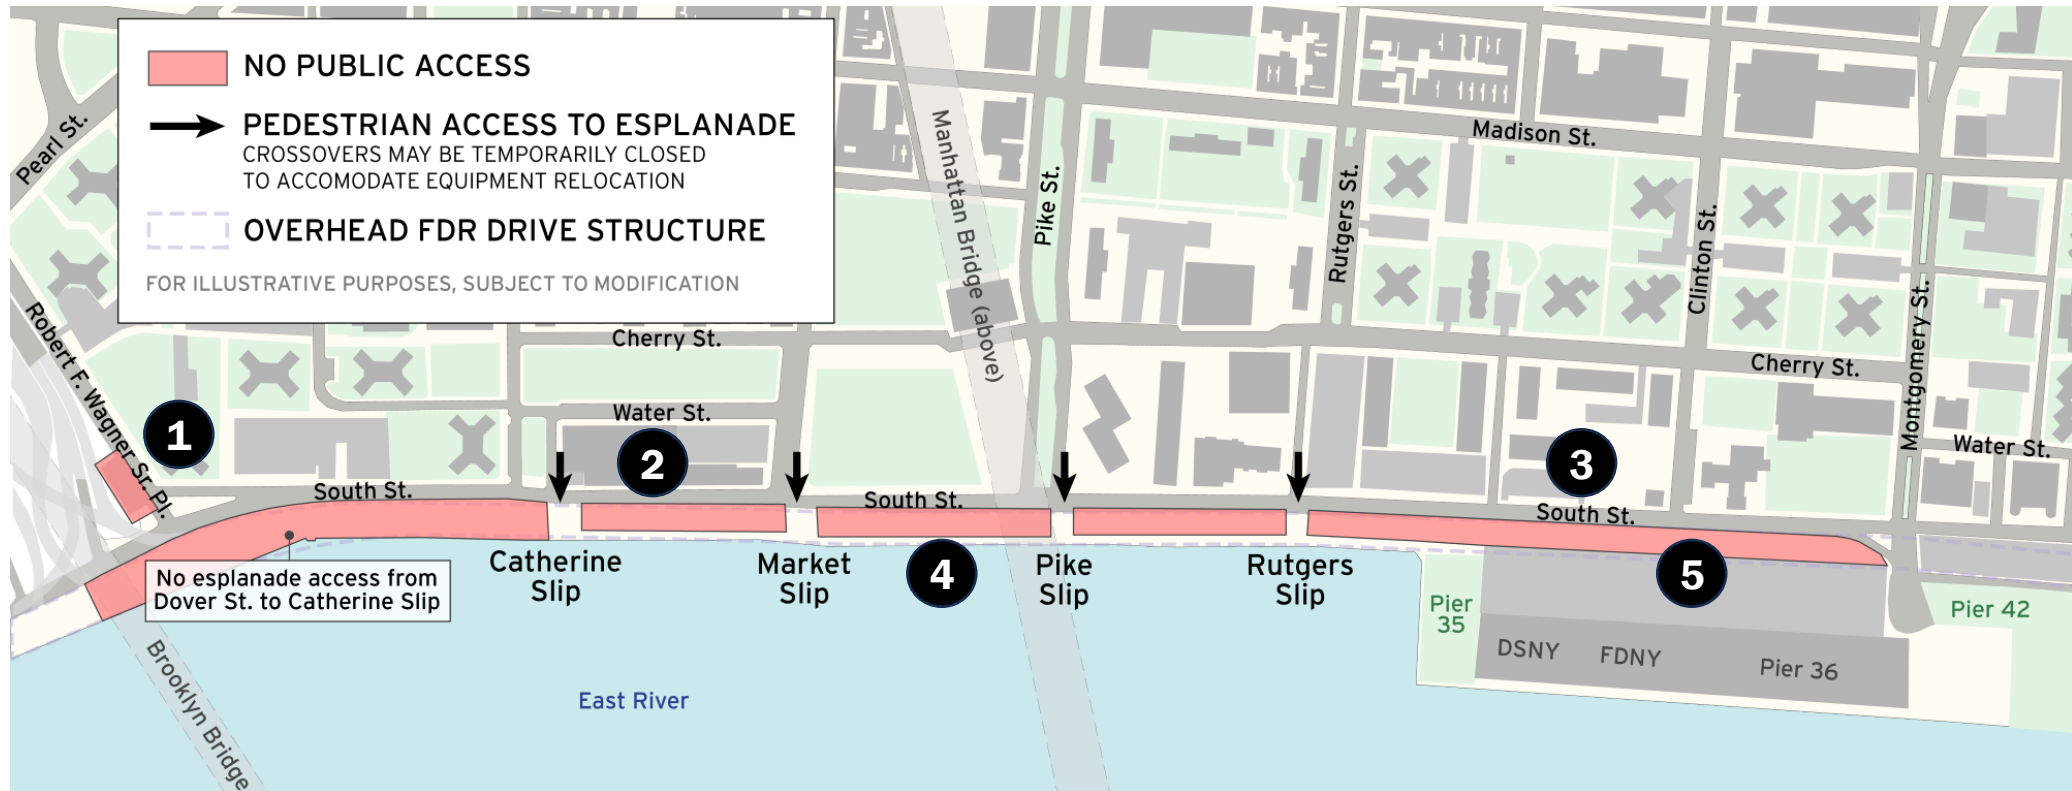 NO PUBLIC ACCESS
PEDESTRIAN ACCESS TO ESPLANADE
CROSSOVERS MAY BE TEMPORARILY CLOSED
TO ACCOMODATE EQUIPMENT RELOCATION
OVERHEAD FDR DRIVE STRUCTURE
FOR ILLUSTRATIVE PURPOSES, SUBJECT TO MODIFICATION
Pearl St.
Robert F. Wagner Sr. Pl.
Manhattan Bridge (above)
Pike St.
Rutgers St.
Madison St.
Clinton St.
Montgomery St.
Cherry St.
Cherry St.
Water St.
Water St.
1
2
3
South St.
South St.
South St.
No esplanade access from
Dover St. to Catherine Slip
Catherine
Slip
Market
Slip
4
Pike
Slip
Rutgers
Slip
5
Pier
35
DSNY
FDNY
Pier 36
Pier 42
Brooklyn Bridge
East River